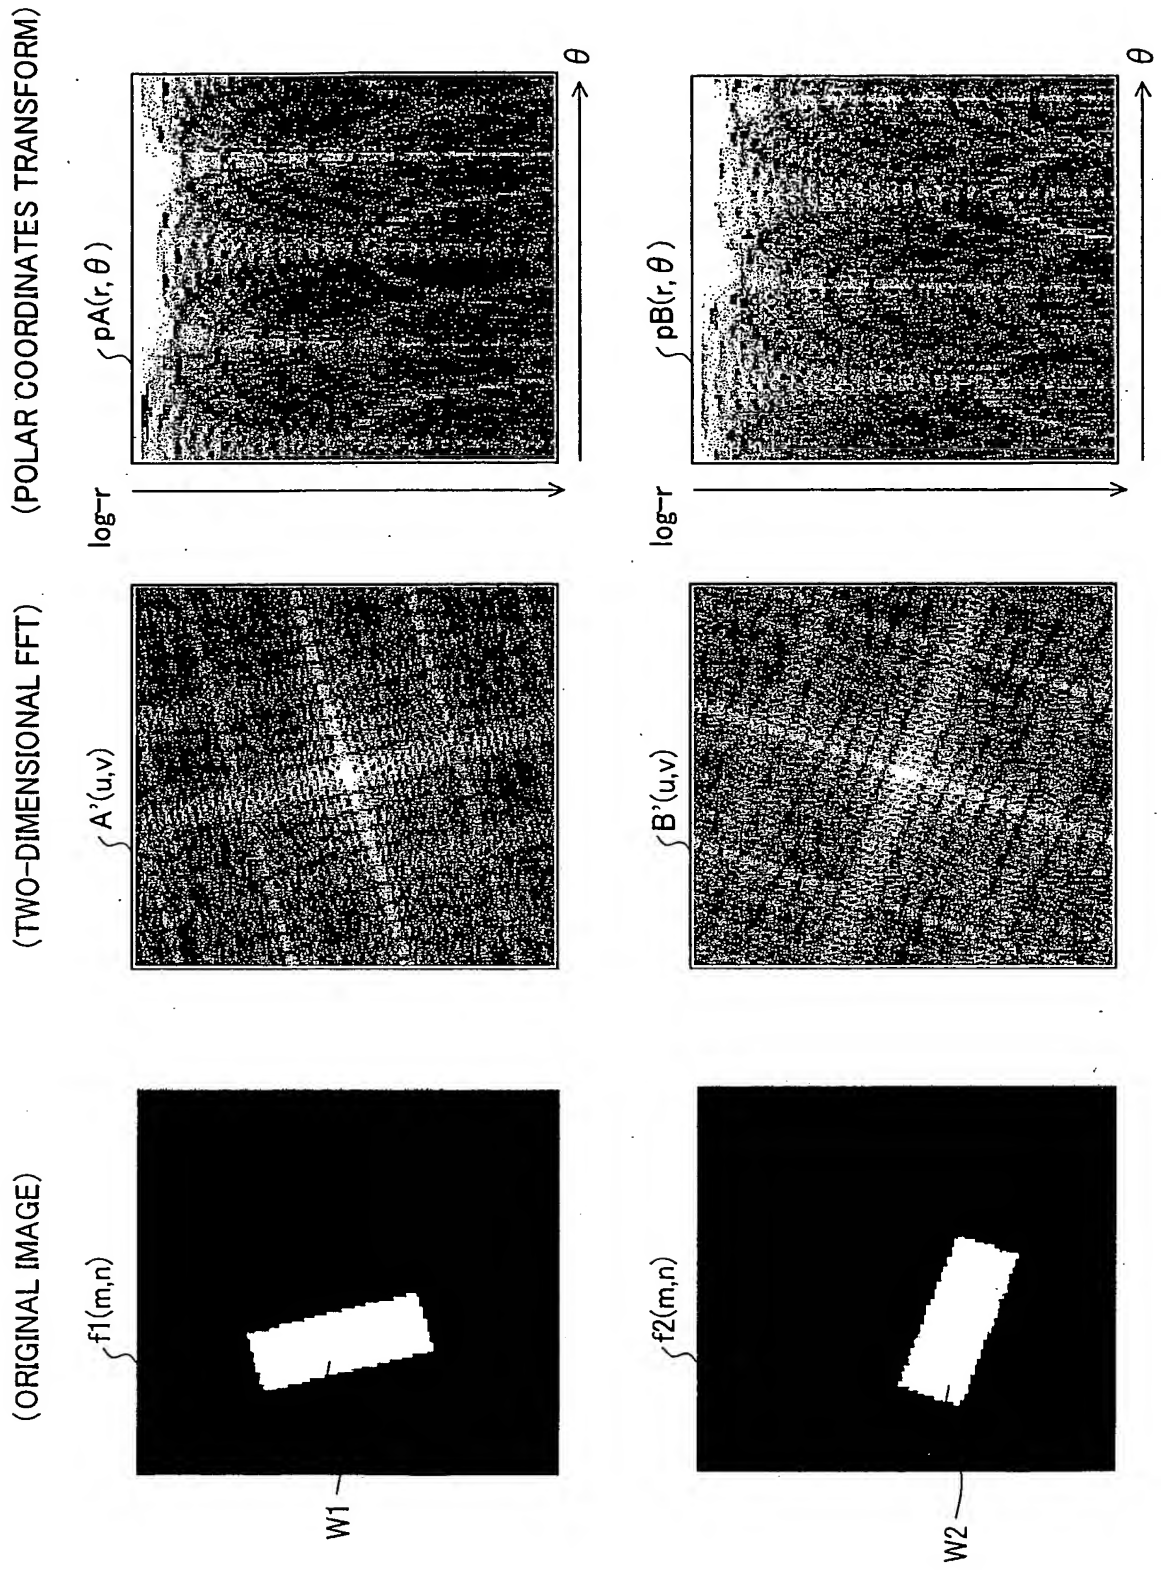 (ORIGINAL IMAGE)
(TWO-DIMENSIONAL FFT)
(POLAR COORDINATES TRANSFORM)
f1(m,n)
A'(u,v)
pA(r, θ)
log-r
θ
W1
f2(m,n)
B'(u,v)
pB(r, θ)
log-r
θ
W2